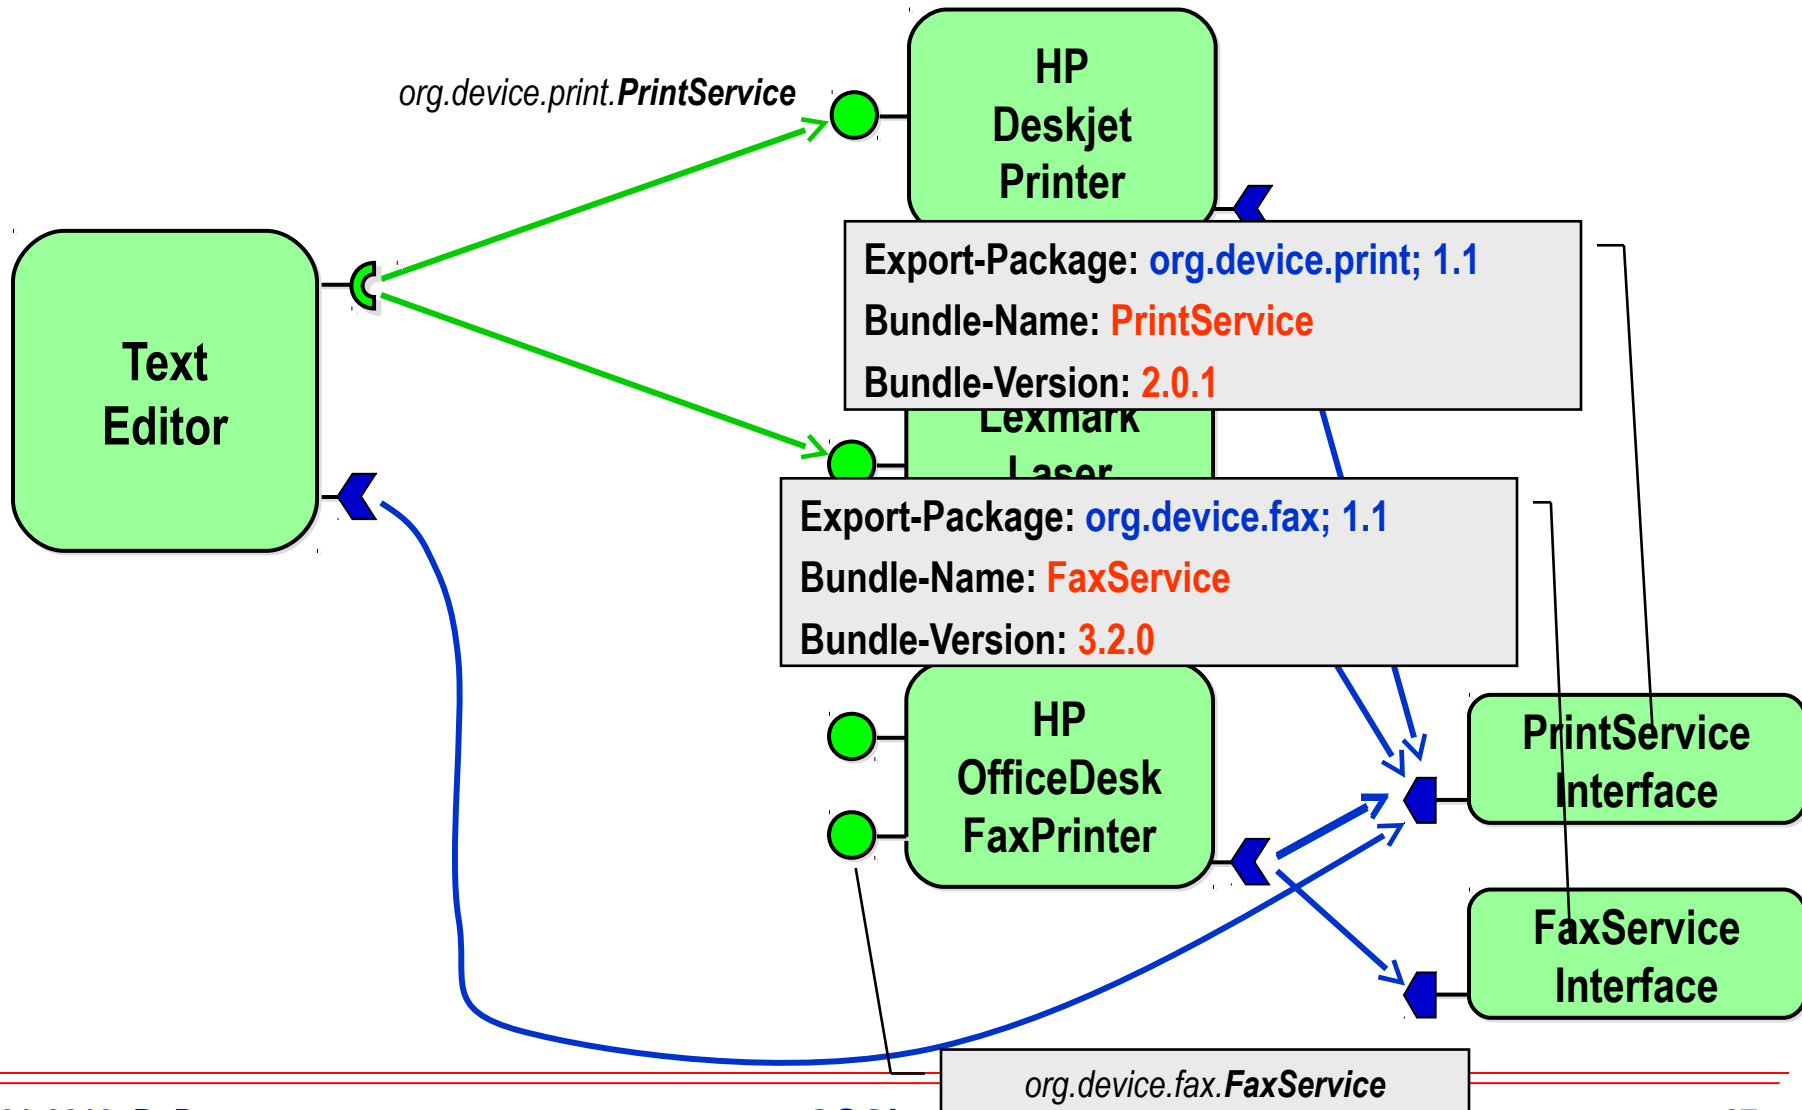 org.device.print.PrintService
HP
Deskjet
Printer
Text
Editor
Export-Package: org.device.print; 1.1
Bundle-Name: PrintService
Bundle-Version: 2.0.1
Lexmark
Laser
Export-Package: org.device.fax; 1.1
Bundle-Name: FaxService
Bundle-Version: 3.2.0
HP
OfficeDesk
FaxPrinter
PrintService
Interface
FaxService
Interface
org.device.fax.FaxService